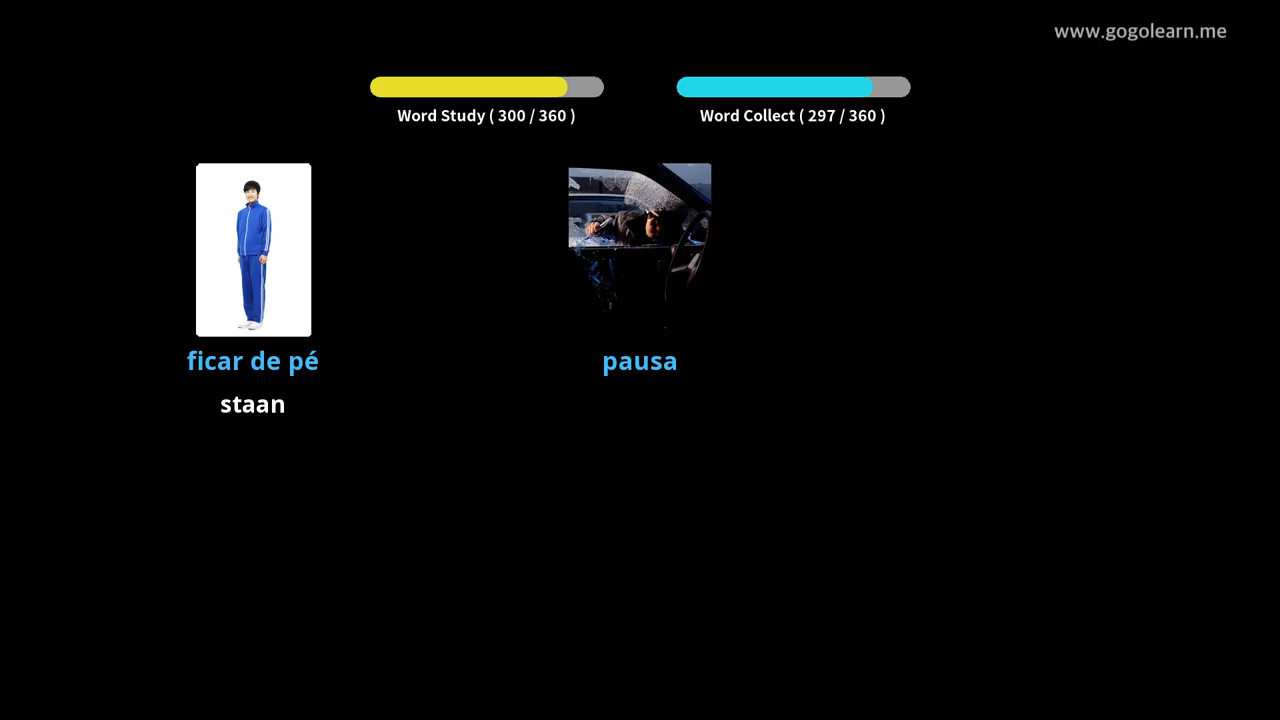 www.gogolearn.me
Word Study ( 300 / 360 )
Word Collect ( 297 / 360 )
ficar de pé
pausa
staan